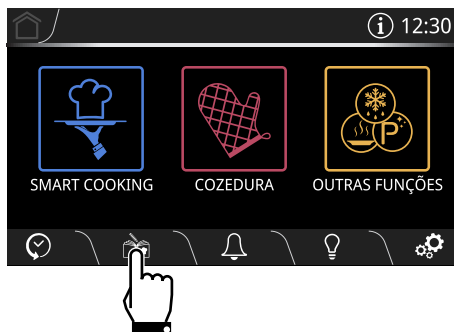 12:30
SMART COOKING
COZEDURA
OUTRAS FUNÇÕES
P